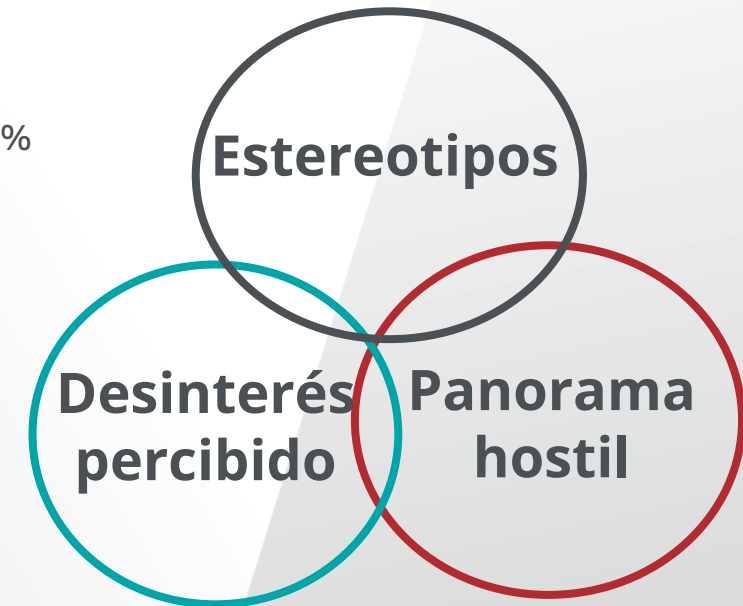 %
Estereotipos
Desinterés
percibido
Panorama
hostil